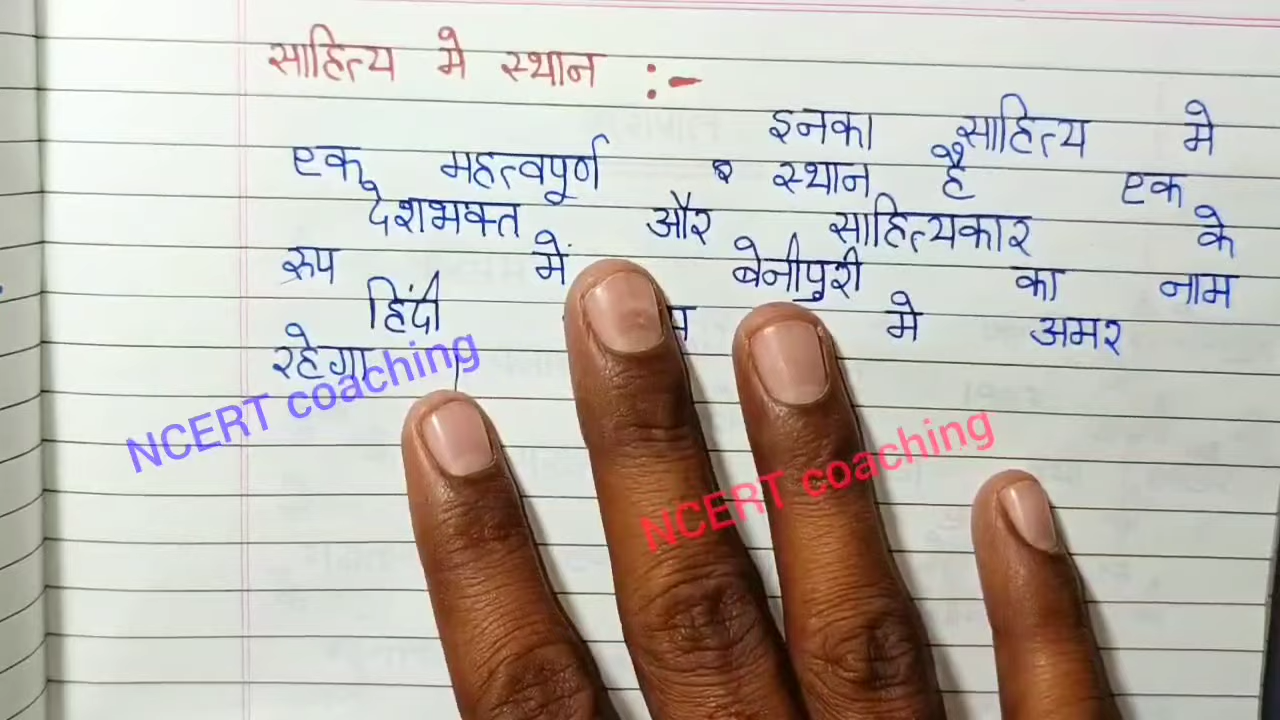 साहित्य मे स्थान :-
इनका साहित्य मे
एक महत्वपूर्ण स्थान है एक
देशभक्त और साहित्यकार के
रुप में बेनीपुरी का नाम
हिंदी मे अमर
रहेगा ।
NCERT coaching
NCERT coaching